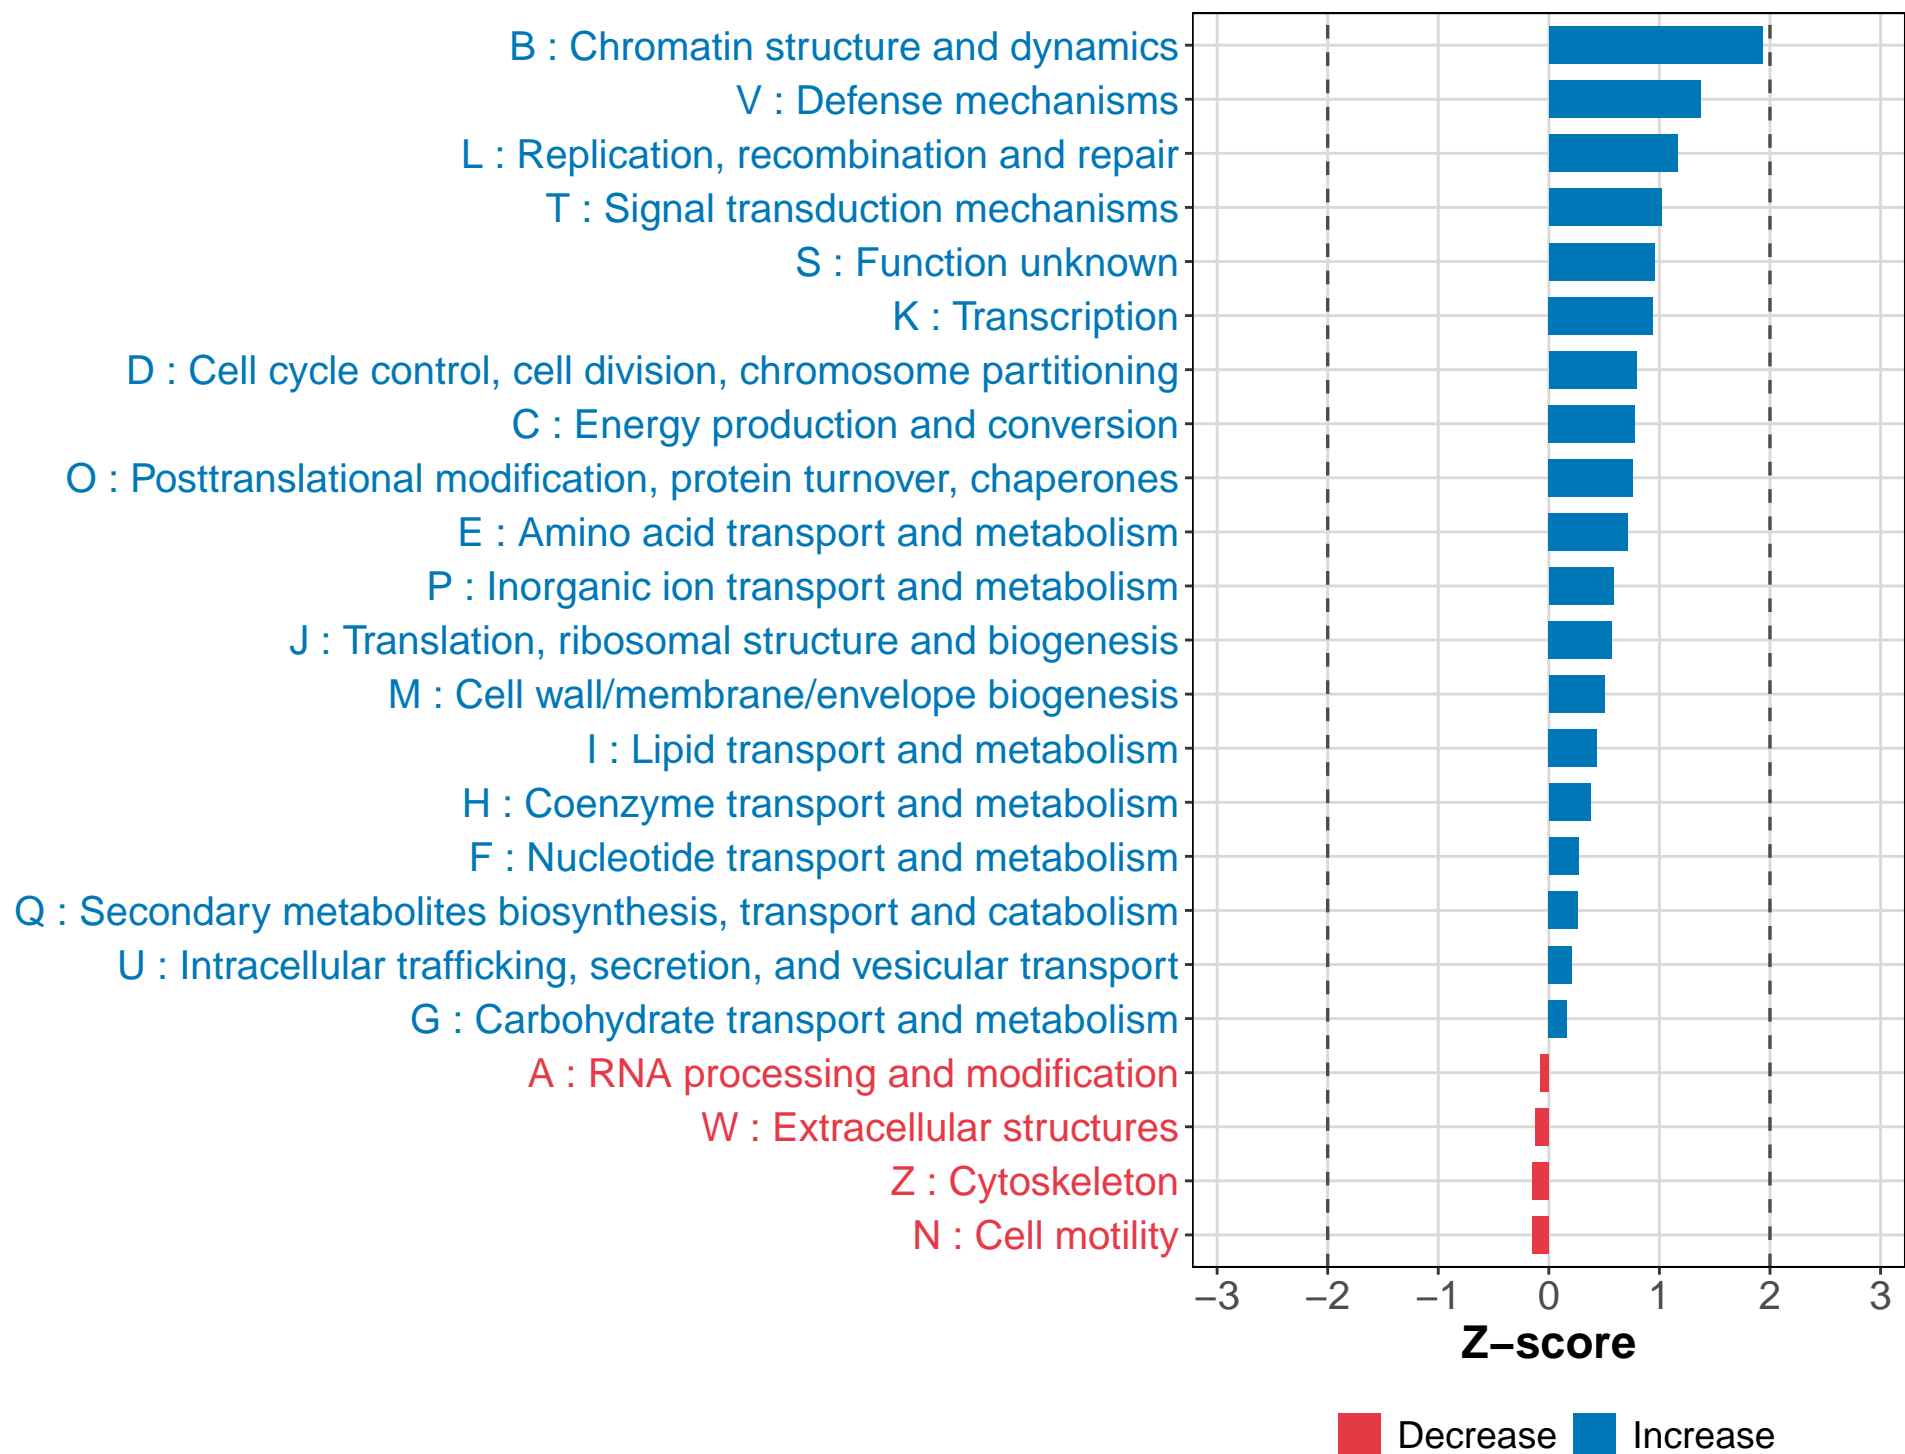 B : Chromatin structure and dynamics
V : Defense mechanisms
L : Replication, recombination and repair
T : Signal transduction mechanisms
S : Function unknown
K : Transcription
D : Cell cycle control, cell division, chromosome partitioning
C : Energy production and conversion
O : Posttranslational modification, protein turnover, chaperones
E : Amino acid transport and metabolism
P : Inorganic ion transport and metabolism
J : Translation, ribosomal structure and biogenesis
M : Cell wall/membrane/envelope biogenesis
I : Lipid transport and metabolism
H : Coenzyme transport and metabolism
F : Nucleotide transport and metabolism
Q : Secondary metabolites biosynthesis, transport and catabolism
U : Intracellular trafficking, secretion, and vesicular transport
G : Carbohydrate transport and metabolism
A : RNA processing and modification
W : Extracellular structures
Z : Cytoskeleton
N : Cell motility
−3 −2 −1 0 1 2 3
Z−score
Decrease Increase